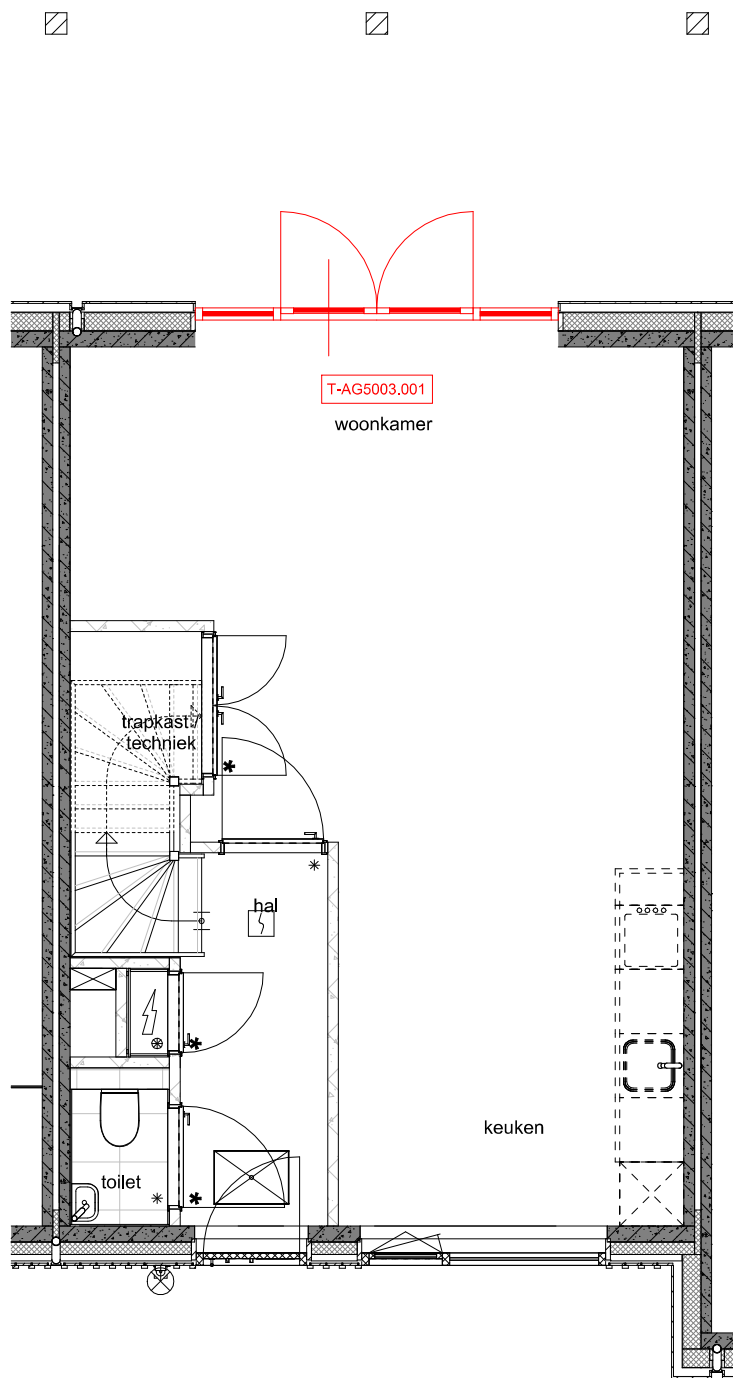 T-AG5003.001
woonkamer
trapkast /
techniek
hal
keuken
toilet